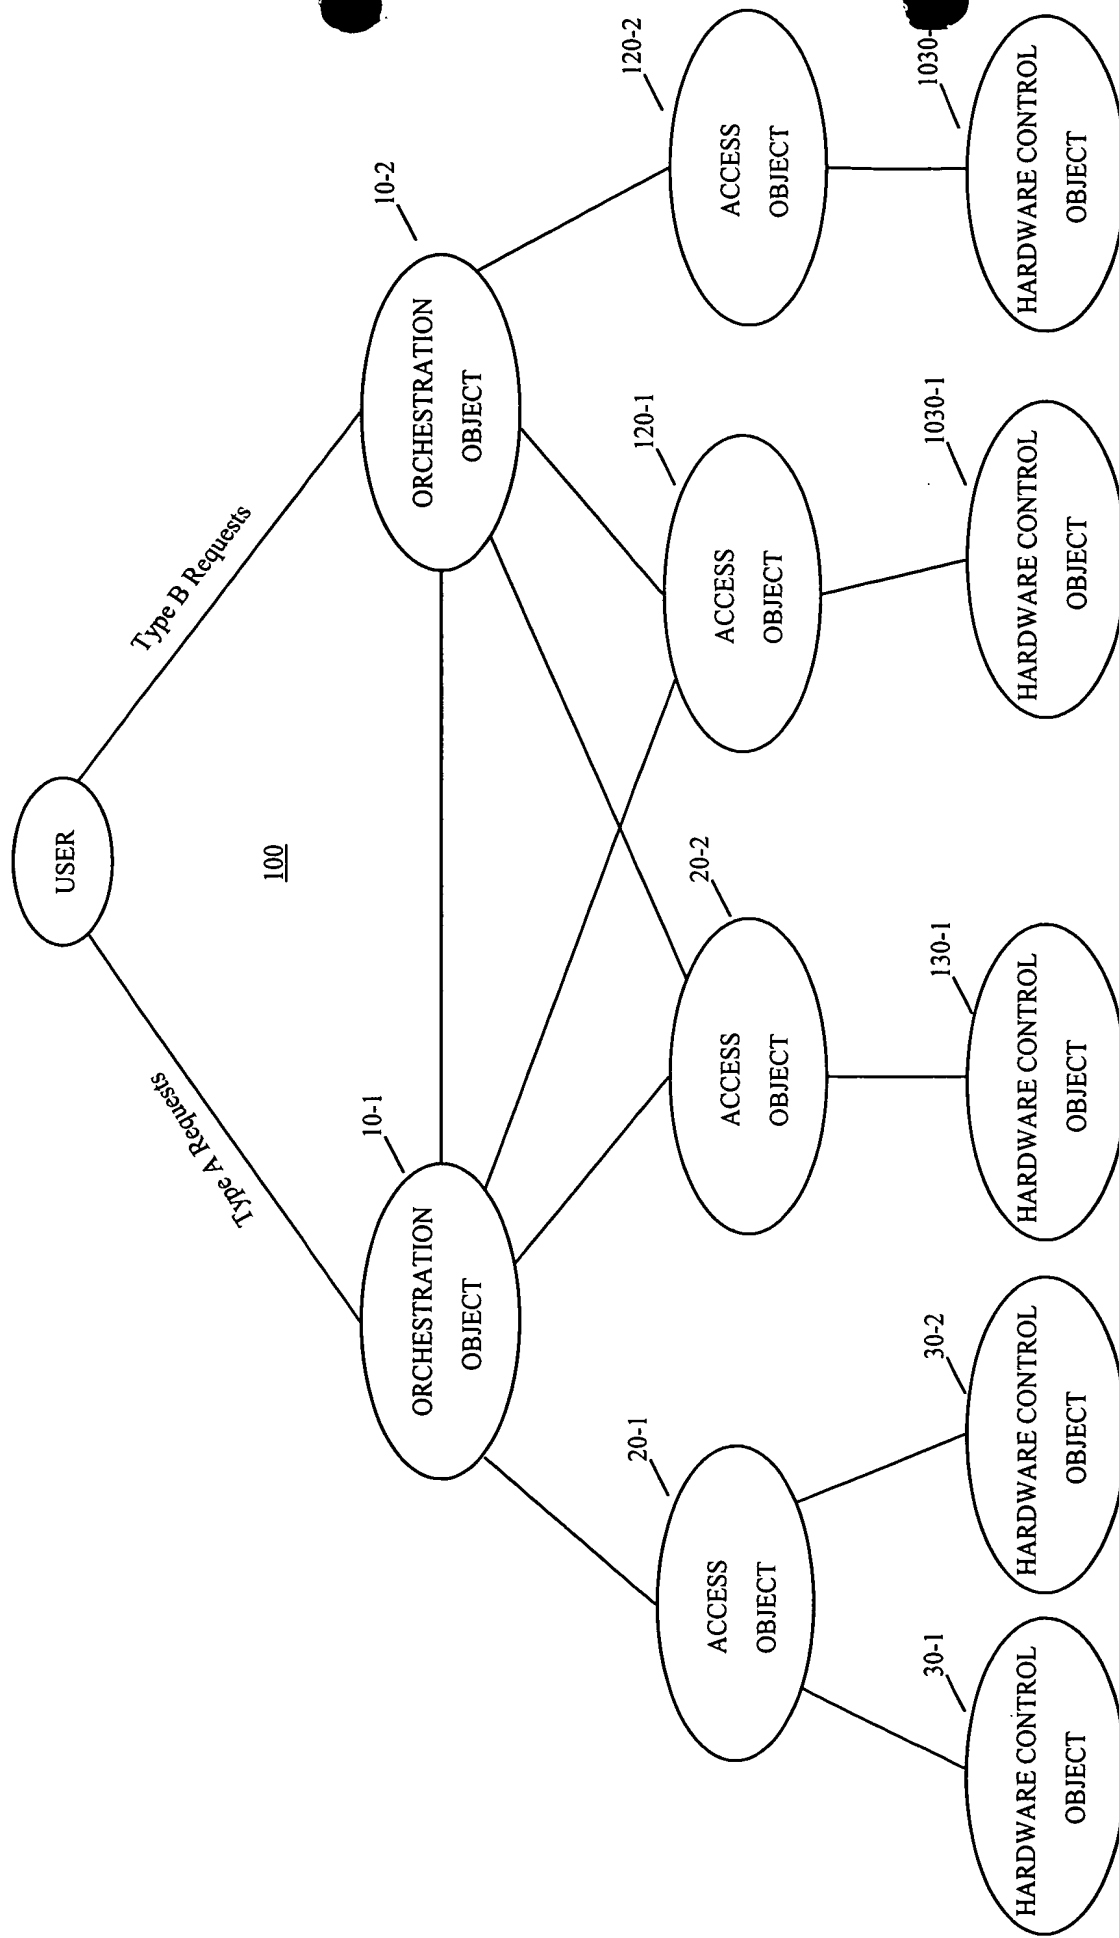 USER
Type A Requests
Type B Requests
100
10-1
10-2
ORCHESTRATION
OBJECT
ORCHESTRATION
OBJECT
20-1
20-2
120-1
120-2
ACCESS
OBJECT
ACCESS
OBJECT
ACCESS
OBJECT
ACCESS
OBJECT
30-1
30-2
130-1
1030-1
1030-
HARDWARE CONTROL
OBJECT
HARDWARE CONTROL
OBJECT
HARDWARE CONTROL
OBJECT
HARDWARE CONTROL
OBJECT
HARDWARE CONTROL
OBJECT